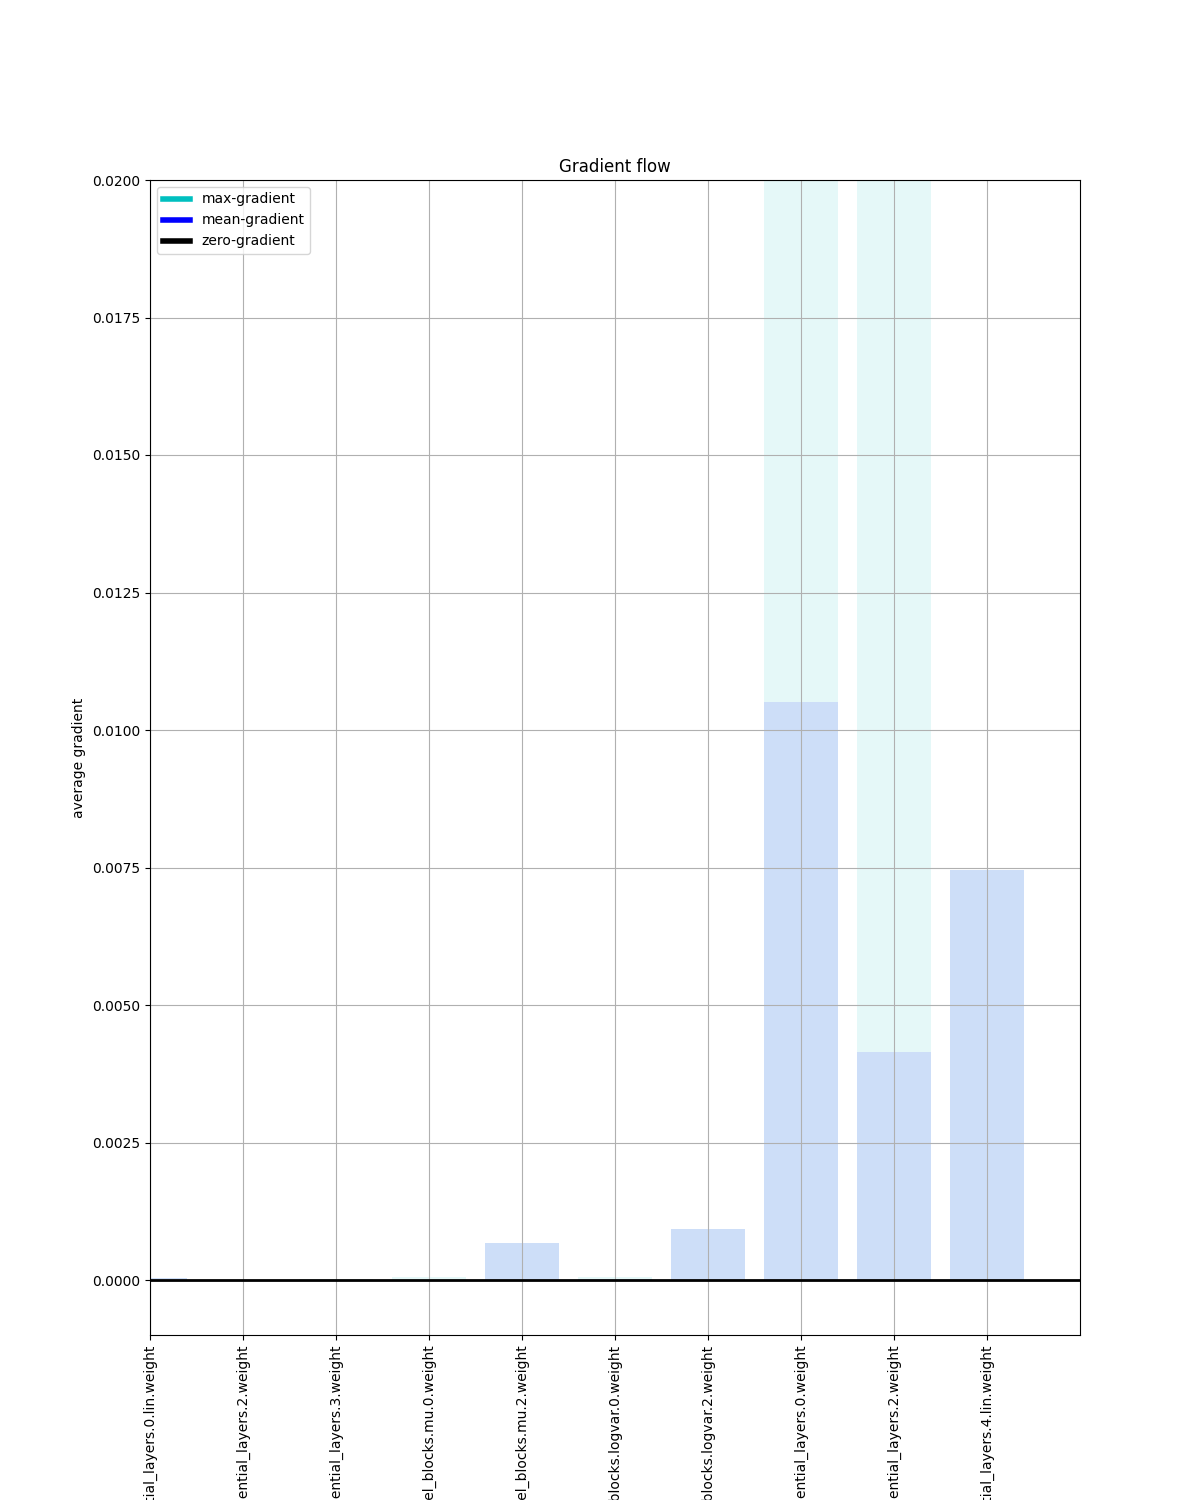 Gradient flow
max-gradient
mean-gradient
zero-gradient
0.0200
0.0175
0.0150
0.0125
0.0100
0.0075
0.0050
0.0025
0.0000
average gradient
tial_layers.0.lin.weight
ential_layers.2.weight
ential_layers.3.weight
el_blocks.mu.0.weight
el_blocks.mu.2.weight
blocks.logvar.0.weight
blocks.logvar.2.weight
ential_layers.0.weight
ential_layers.2.weight
tial_layers.4.lin.weight